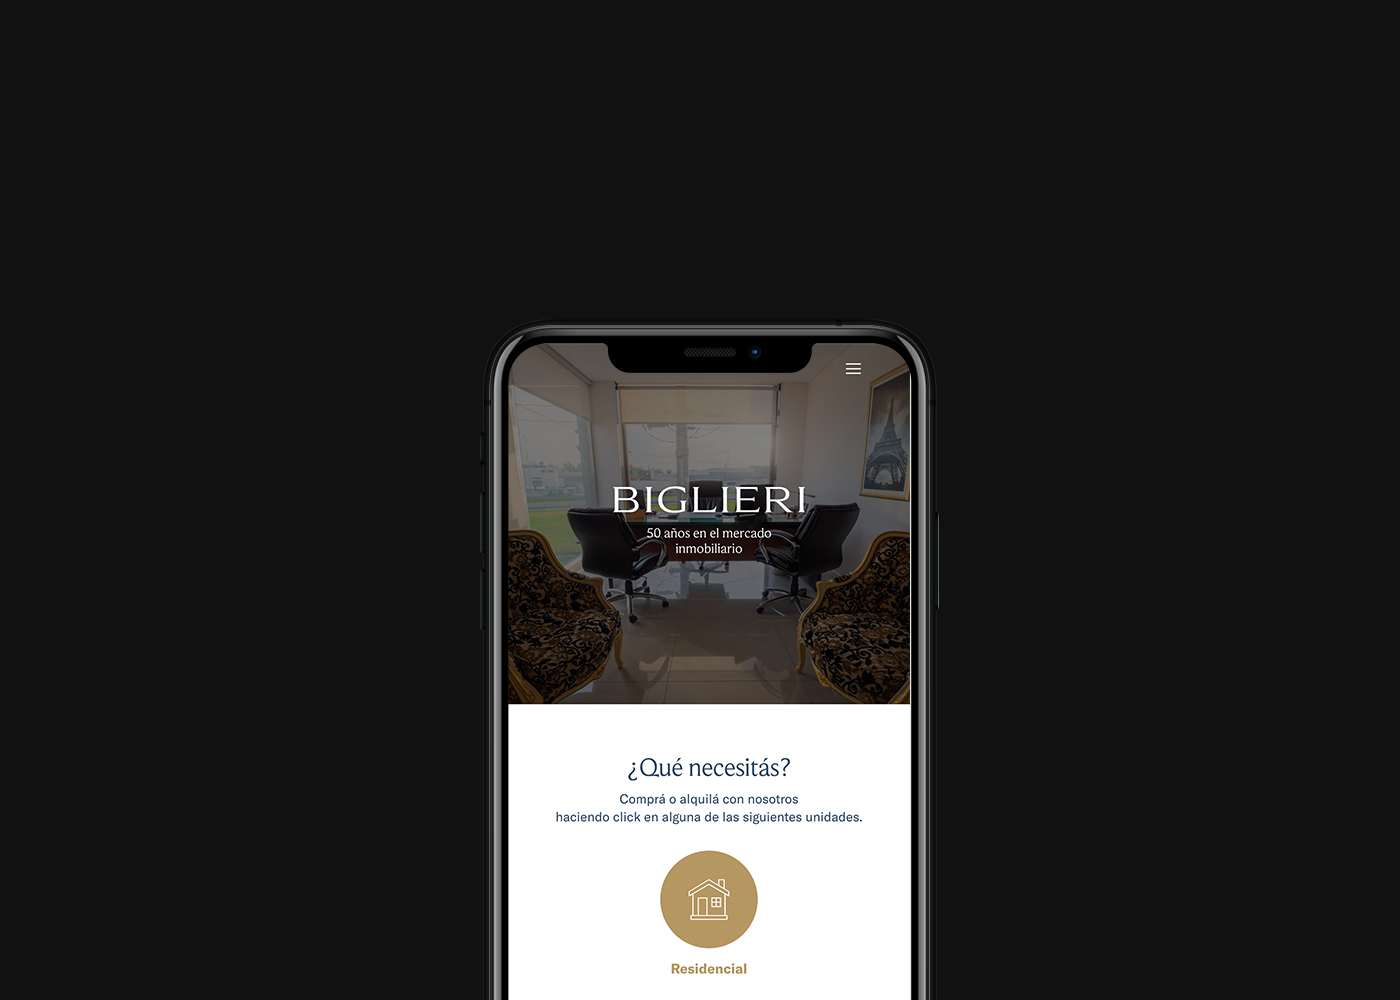 BIGLIERI
50 años en el mercado
inmobiliario
¿Qué necesitás?
Comprá o alquilá con nosotros
haciendo click en alguna de las siguientes unidades.
Residencial